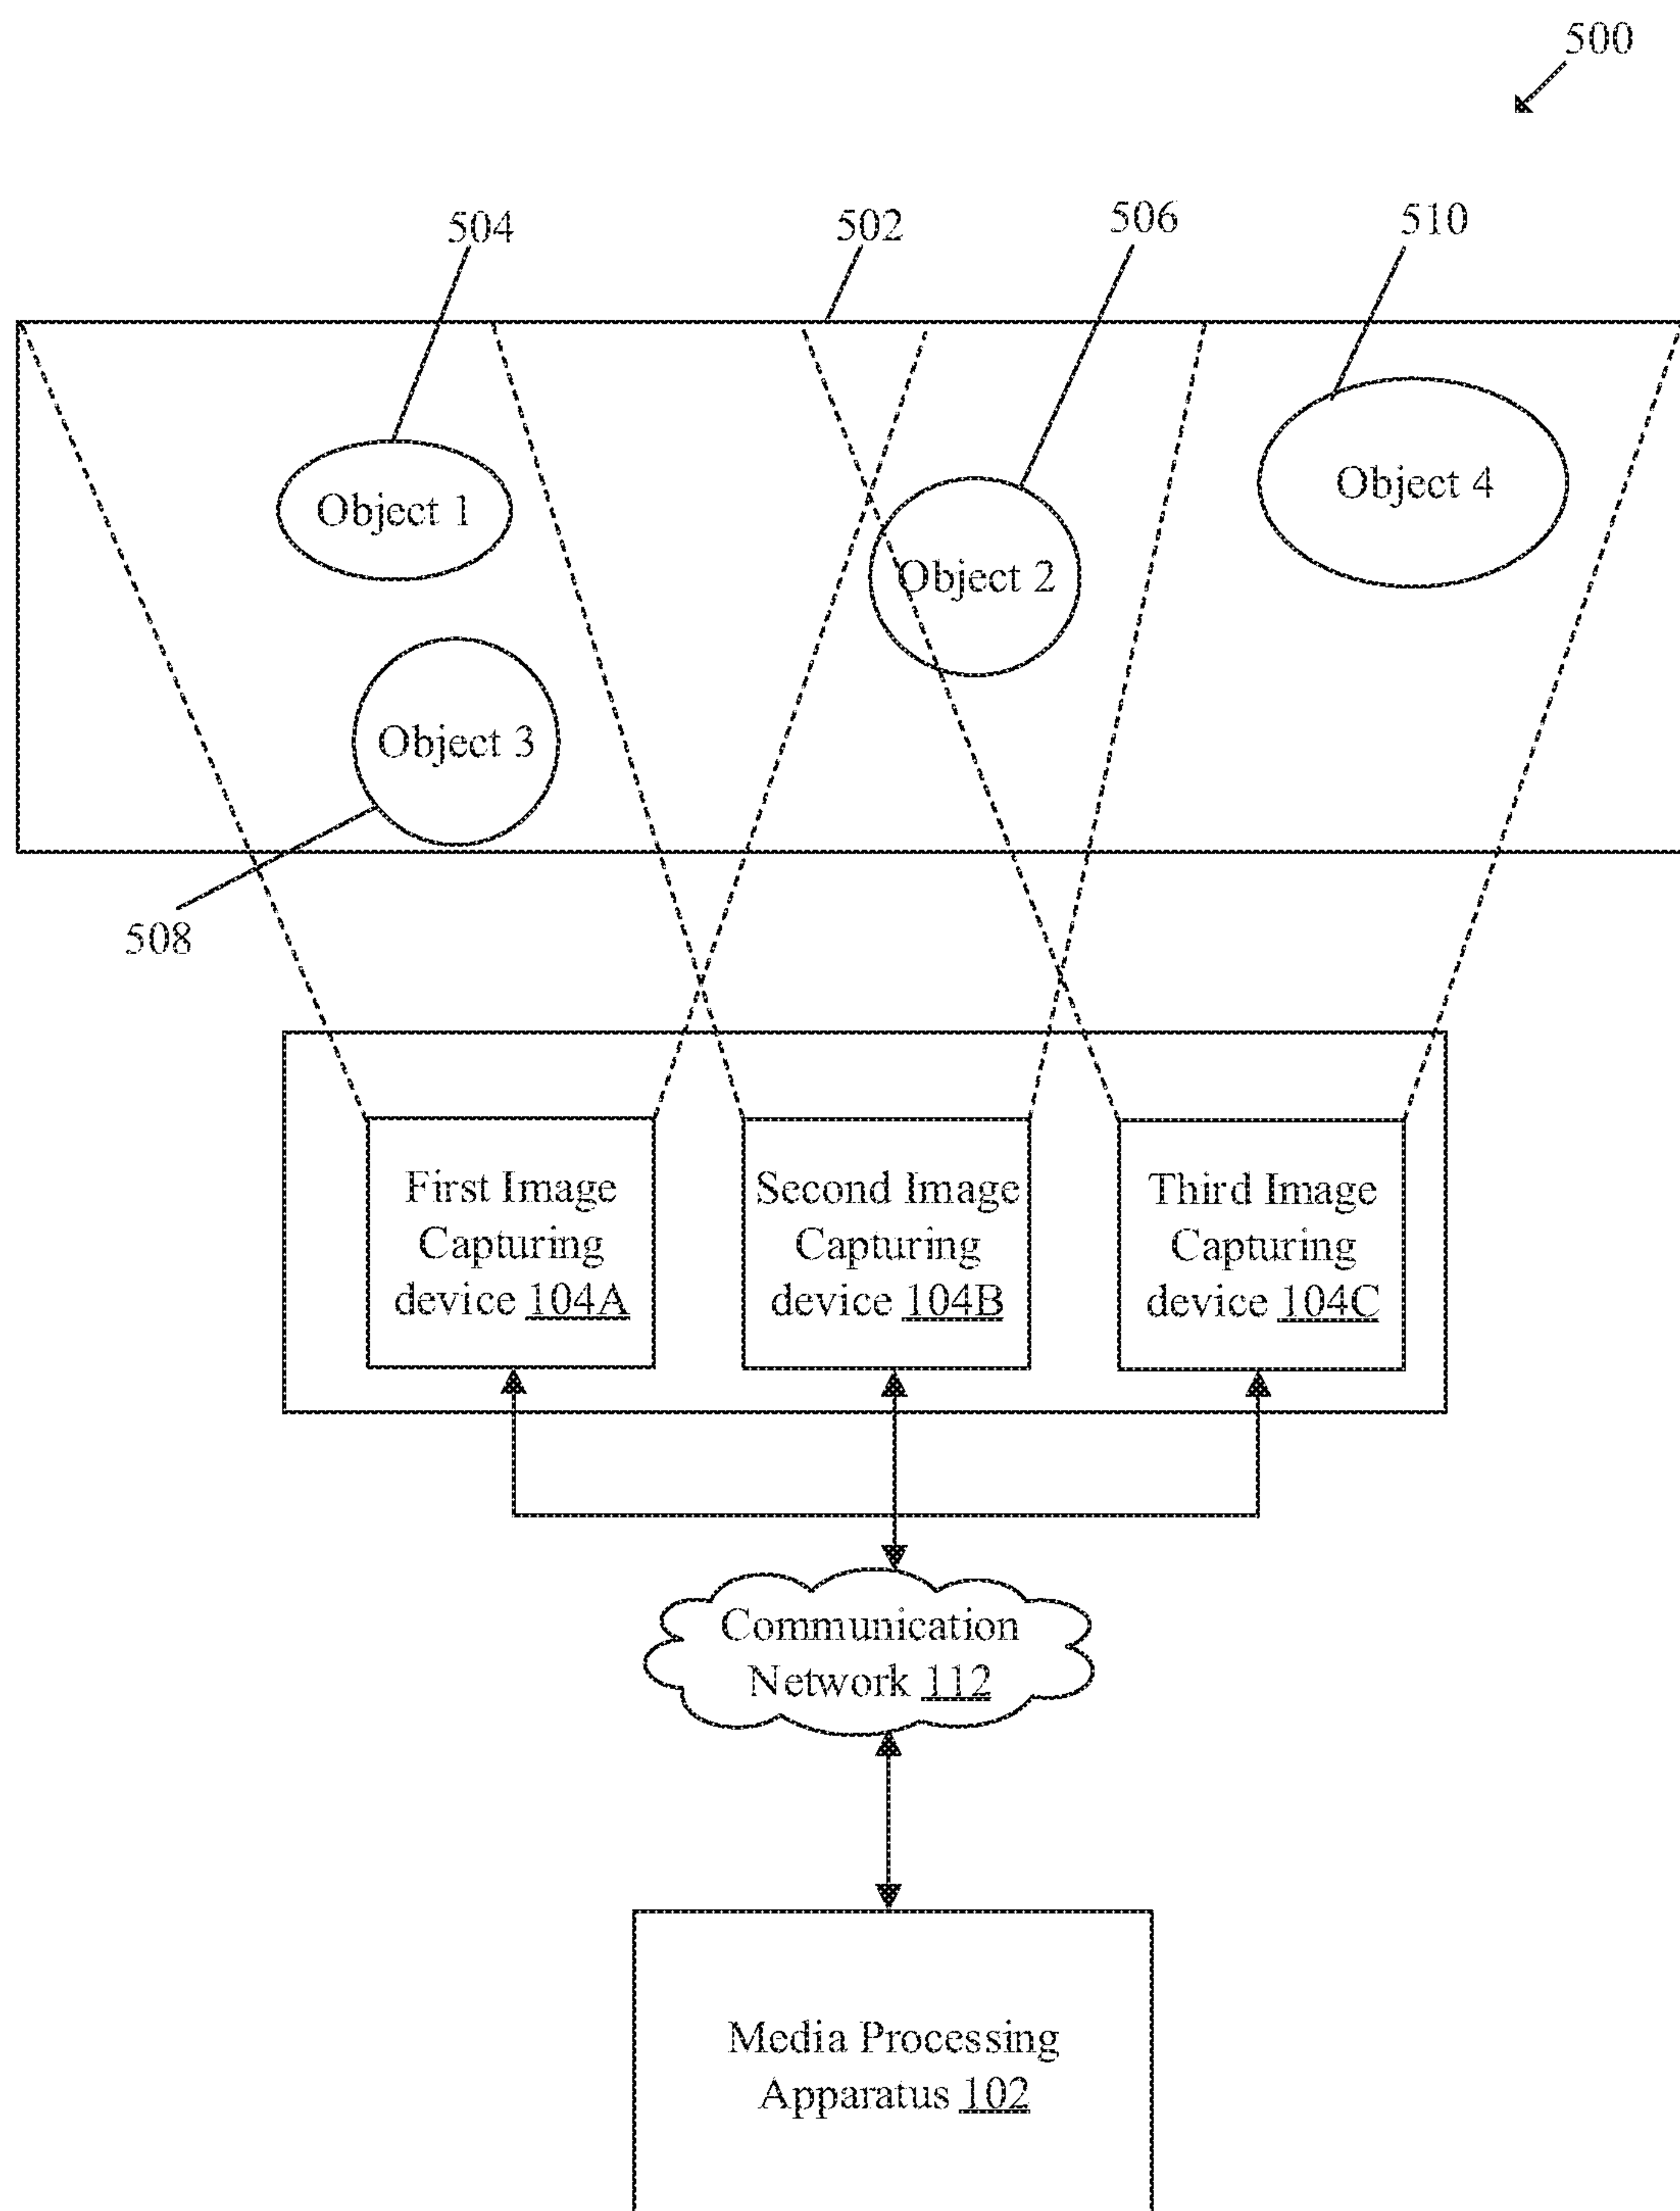 500
504
502
506
510
Object 1
Object 2
Object 4
Object 3
508
First Image
Capturing
device 104A
Second Image
Capturing
device 104B
Third Image
Capturing
device 104C
Communication
Network 112
Media Processing
Apparatus 102